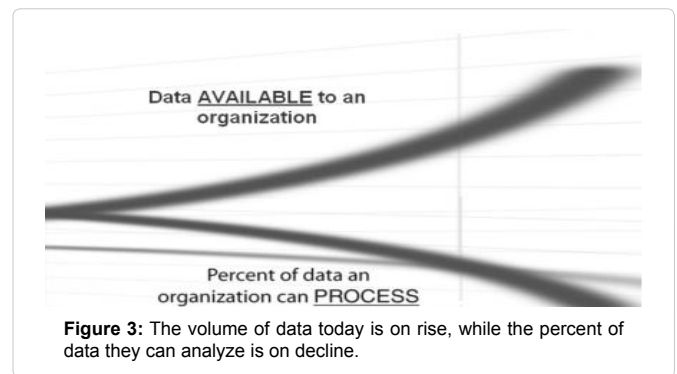 Data AVAILABLE to an
organization
Percent of data an
organization can PROCESS
Figure 3: The volume of data today is on rise, while the percent of
data they can analyze is on decline.